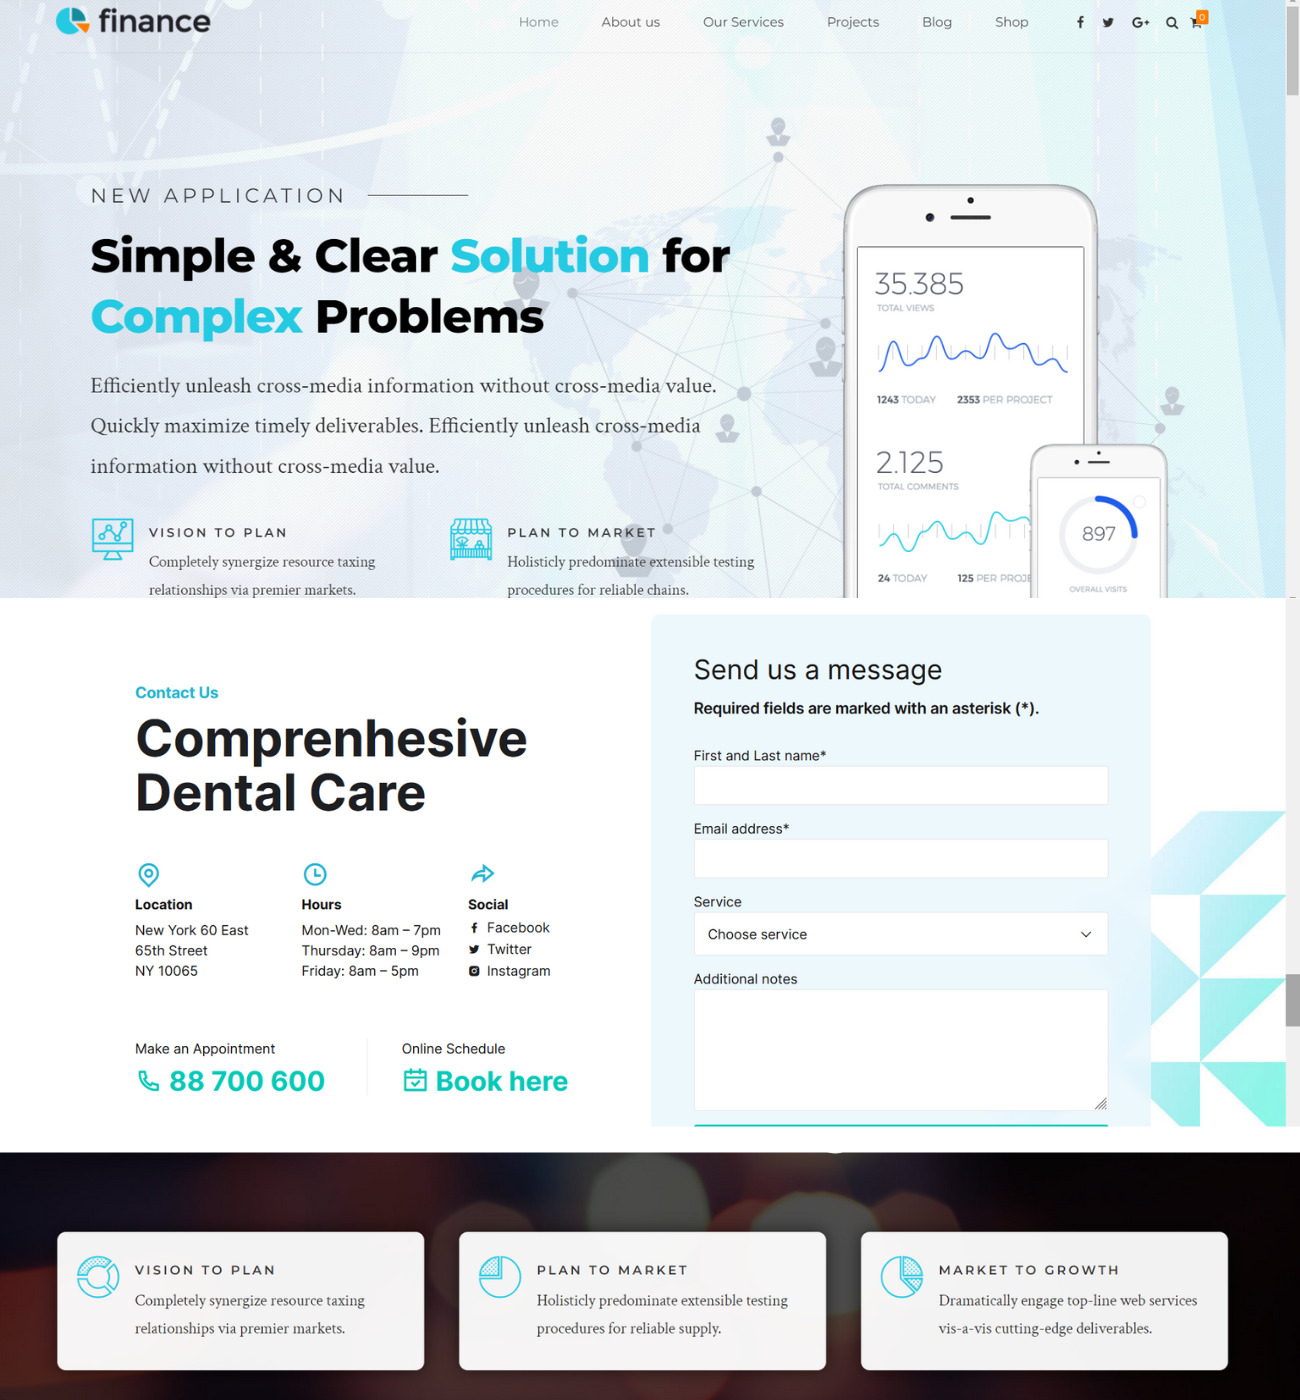 finance
Home About us Our Services Projects Blog Shop
0
NEW APPLICATION
Simple & Clear Solution for
Complex Problems
Efficiently unleash cross-media information without cross-media value.
Quickly maximize timely deliverables. Efficiently unleash cross-media
information without cross-media value.
VISION TO PLAN
Completely synergize resource taxing
relationships via premier markets.
PLAN TO MARKET
Holisticly predominate extensible testing
procedures for reliable chains.
35.385
TOTAL VIEWS
1243 TODAY 2353 PER PROJECT
2.125
TOTAL COMMENTS
24 TODAY 125 PER PROJE
897
OVERALL VISITS
Contact Us
Comprenhesive
Dental Care
Location
New York 60 East
65th Street
NY 10065
Hours
Mon-Wed: 8am – 7pm
Thursday: 8am – 9pm
Friday: 8am – 5pm
Social
Facebook
Twitter
Instagram
Make an Appointment
88 700 600
Online Schedule
Book here
Send us a message
Required fields are marked with an asterisk (*).
First and Last name*
Email address*
Service
Choose service
Additional notes
VISION TO PLAN
Completely synergize resource taxing
relationships via premier markets.
PLAN TO MARKET
Holisticly predominate extensible testing
procedures for reliable supply.
MARKET TO GROWTH
Dramatically engage top-line web services
vis-a-vis cutting-edge deliverables.